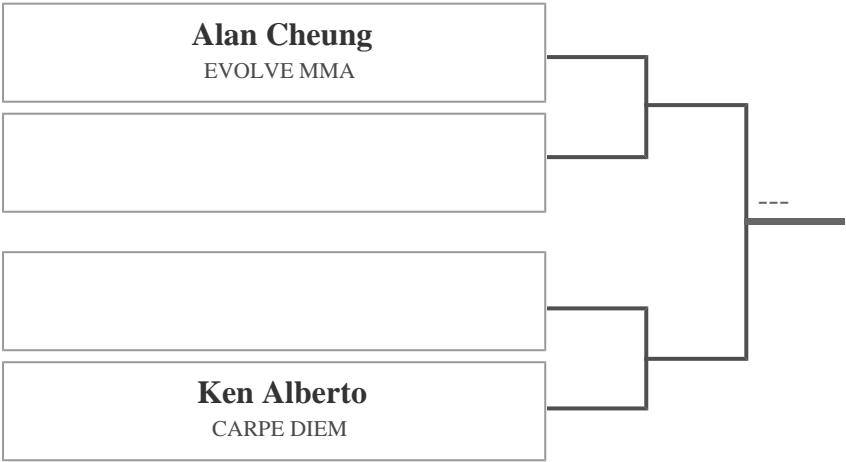 Alan Cheung
EVOLVE MMA
---
Ken Alberto
CARPE DIEM